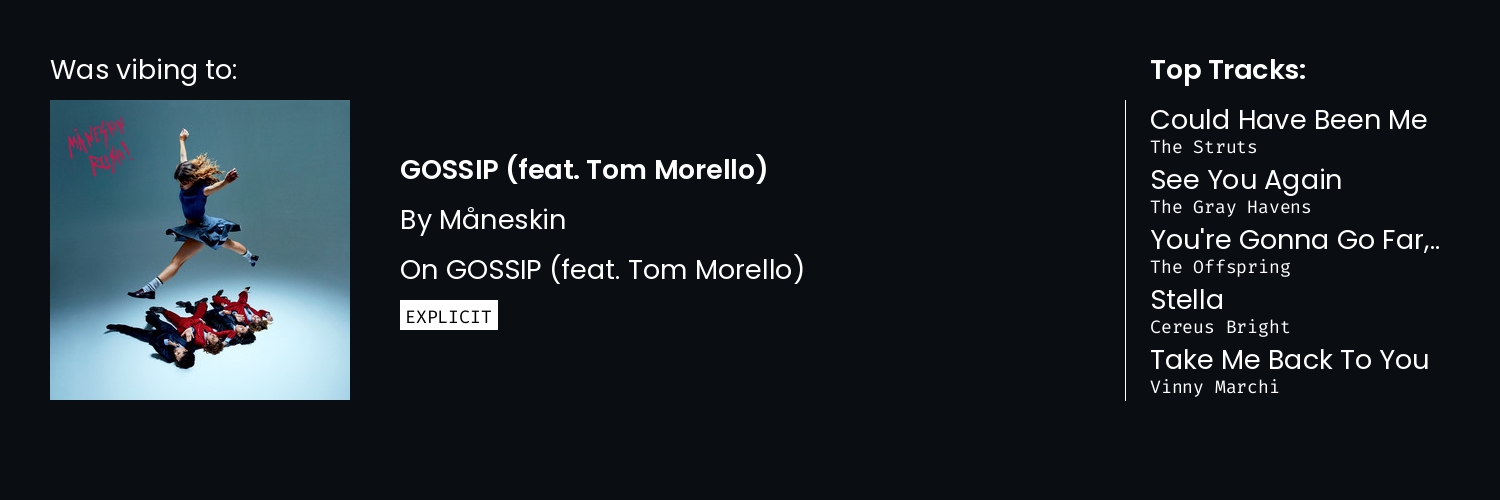 Was vibing to:
MÅNESKIN
RUSH!
GOSSIP (feat. Tom Morello)
By Måneskin
On GOSSIP (feat. Tom Morello)
EXPLICIT
Top Tracks:
Could Have Been Me
The Struts
See You Again
The Gray Havens
You're Gonna Go Far,..
The Offspring
Stella
Cereus Bright
Take Me Back To You
Vinny Marchi